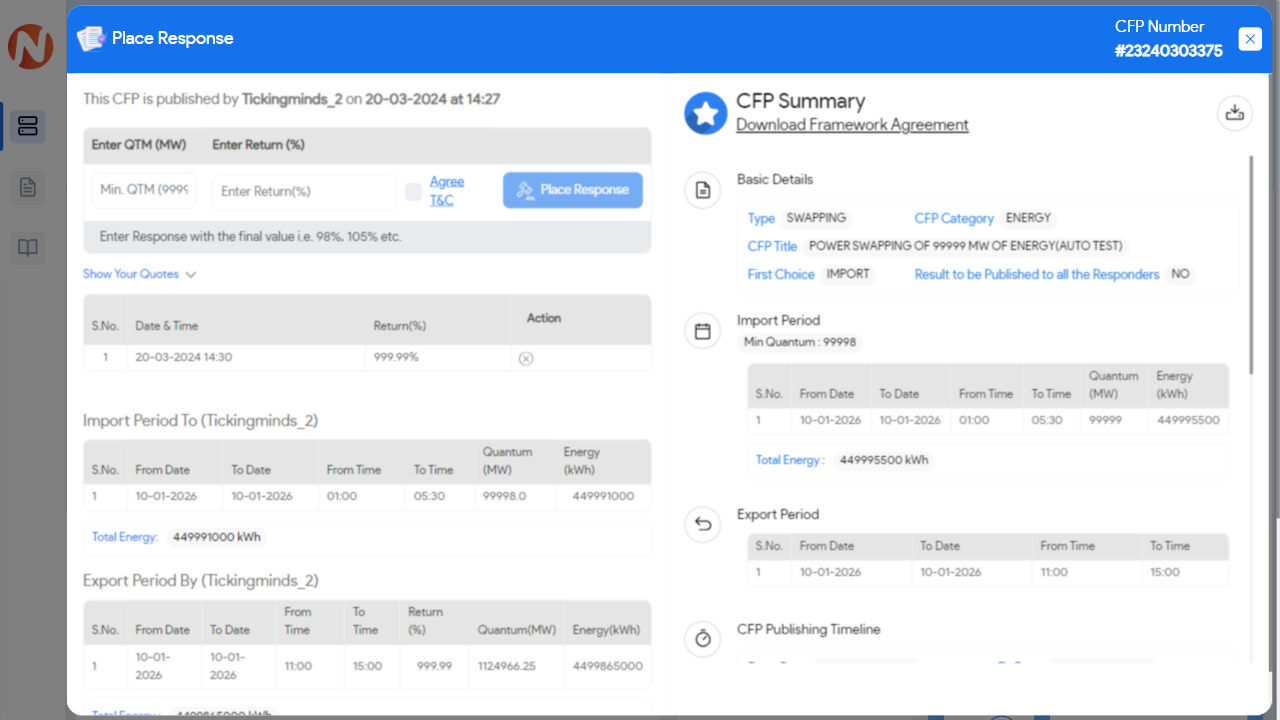 Place Response
CFP Number
#23240303375
This CFP is published by Tickingminds_2 on 20-03-2024 at 14:27
Enter QTM (MW) Enter Return (%)
Min. QTM (999 Enter Return(%) Agree T&C Place Response
Enter Response with the final value i.e. 98%, 105% etc.
Show Your Quotes
S.No. Date & Time Return(%) Action
1 20-03-2024 14:30 999.99%
Import Period To (Tickingminds_2)
S.No. From Date To Date From Time To Time Quantum (MW) Energy (kWh)
1 10-01-2026 10-01-2026 01:00 05:30 99998.0 449991000
Total Energy: 449991000 kWh
Export Period By (Tickingminds_2)
S.No. From Date To Date From Time To Time Return (%) Quantum(MW) Energy(kWh)
1 10-01-2026 10-01-2026 11:00 15:00 999.99 1124966.25 4499865000
Total Energy: 4499865000 kWh
CFP Summary
Download Framework Agreement
Basic Details
Type SWAPPING CFP Category ENERGY
CFP Title POWER SWAPPING OF 99999 MW OF ENERGY(AUTO TEST)
First Choice IMPORT Result to be Published to all the Responders NO
Import Period
Min Quantum : 99998
S.No. From Date To Date From Time To Time Quantum (MW) Energy (kWh)
1 10-01-2026 10-01-2026 01:00 05:30 99999 449995500
Total Energy : 449995500 kWh
Export Period
S.No. From Date To Date From Time To Time
1 10-01-2026 10-01-2026 11:00 15:00
CFP Publishing Timeline